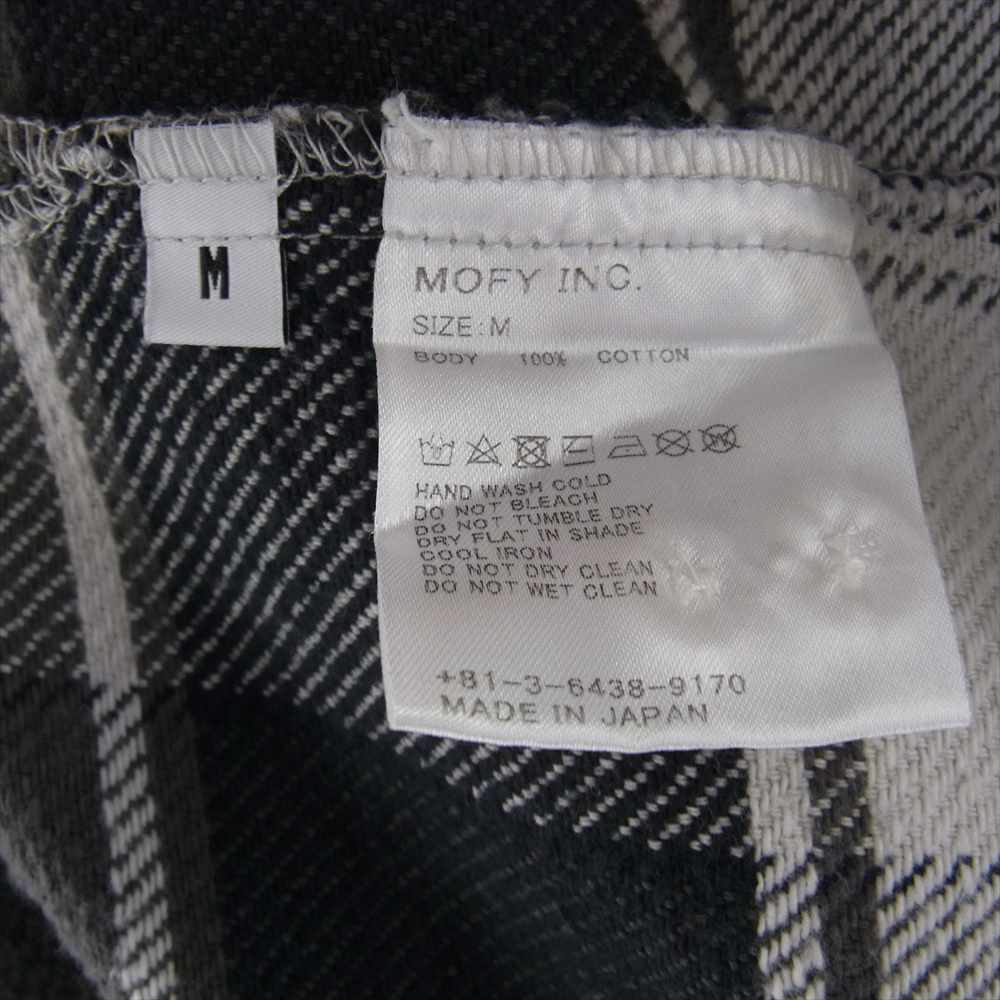 M
MOFY INC.
SIZE:M
BODY 100% COTTON
HAND WASH COLD
DO NOT BLEACH
DO NOT TUMBLE DRY
DRY FLAT IN SHADE
COOL IRON
DO NOT DRY CLEAN
DO NOT WET CLEAN
+81-3-6438-9170
MADE IN JAPAN